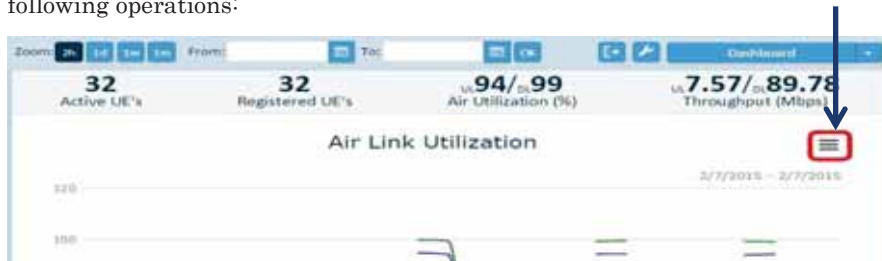 following operations:
Zoom: 2h 1d 1w 1m From: To: OK Dashboard
32 32 UL94/DL99 UL7.57/DL89.78
Active UE's Registered UE's Air Utilization (%) Throughput (Mbps)
Air Link Utilization
2/7/2015 - 2/7/2015
120
100